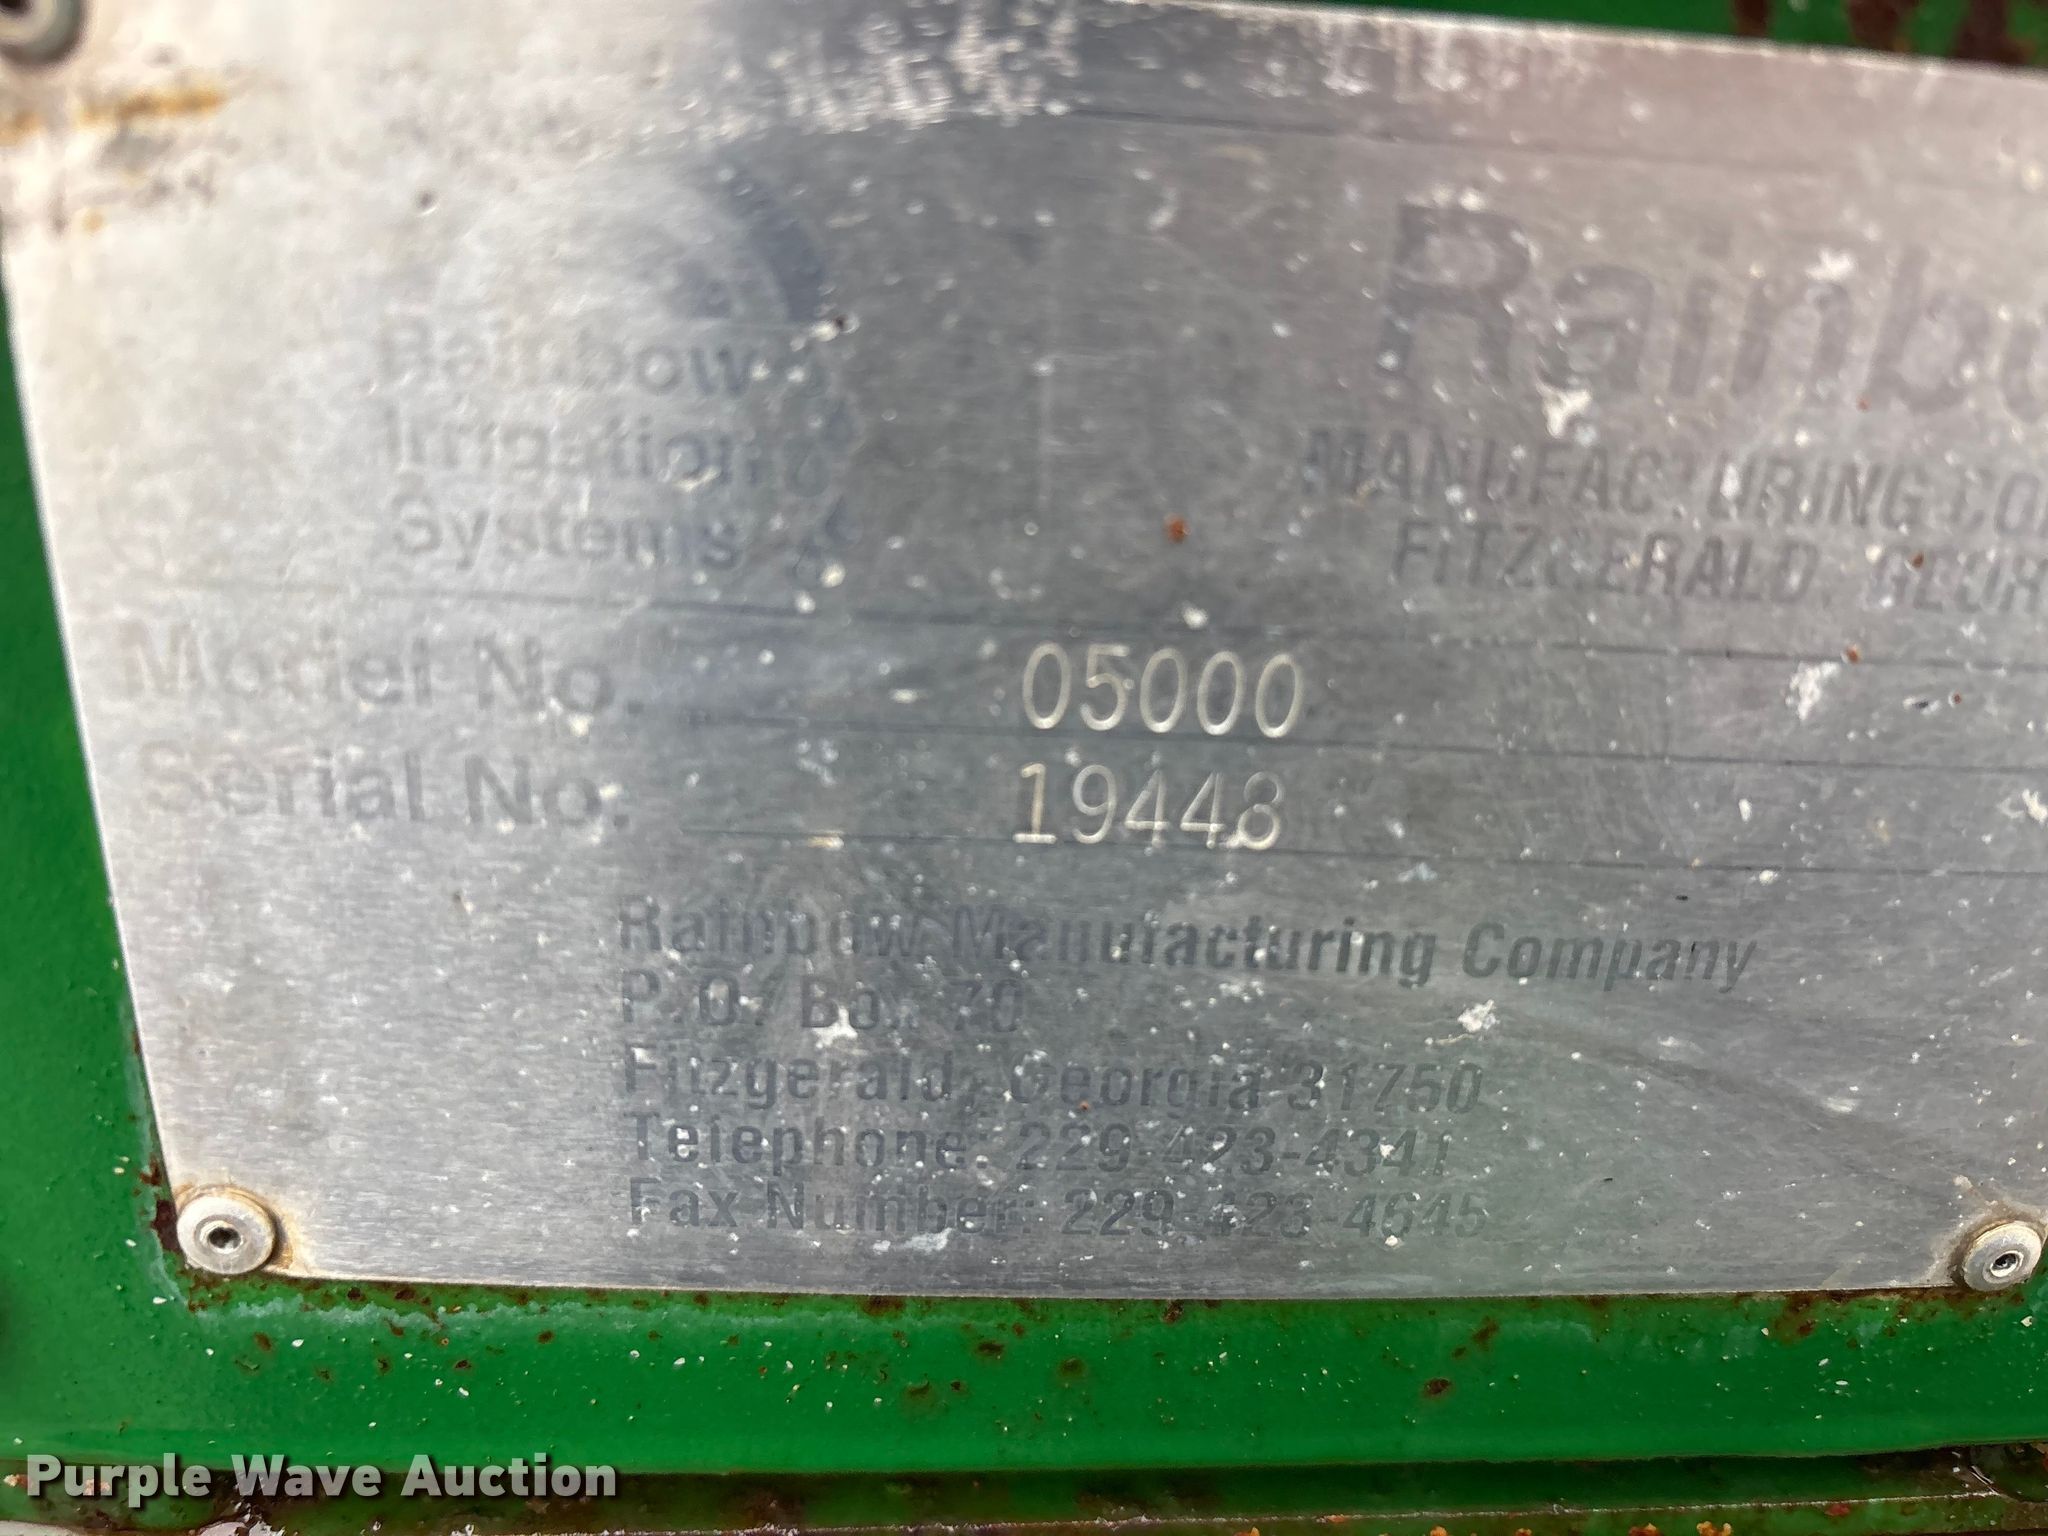 Rainbow
Irrigation
Systems
Rainbo
MANUFACTURING CO
FITZGERALD, GEOR
Model No. 05000
Serial No. 19448
Rainbow Manufacturing Company
P.O. Box 70
Fitzgerald, Georgia 31750
Telephone: 229-423-4341
Fax Number: 229-423-4645
Purple Wave Auction